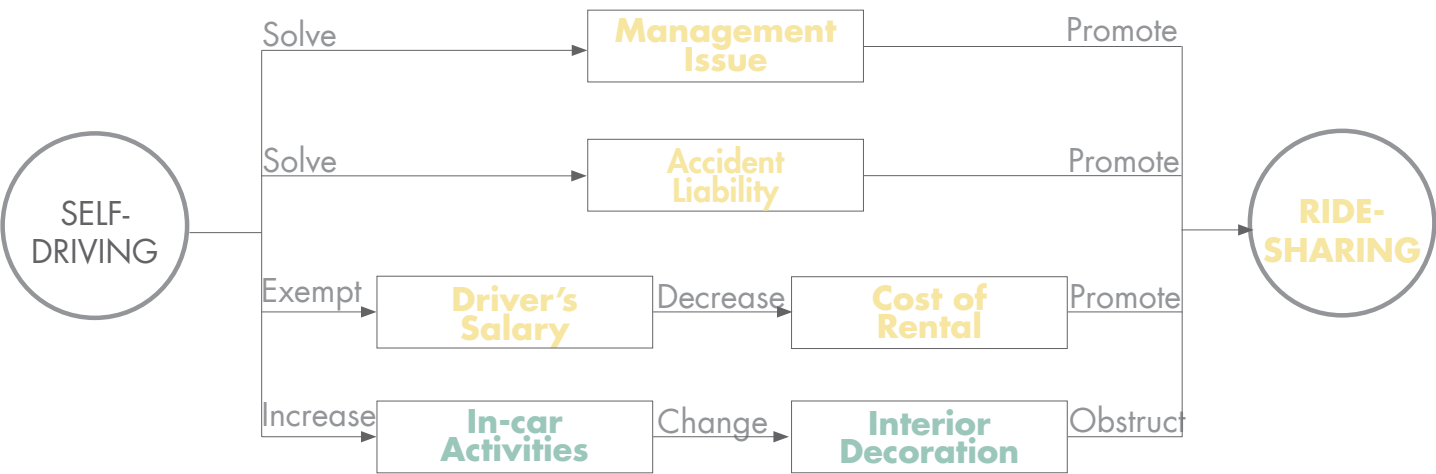 Solve
Management
Issue
Promote
Solve
Accident
Liability
Promote
SELF-
DRIVING
RIDE-
SHARING
Exempt
Driver’s
Salary
Decrease
Cost of
Rental
Promote
Increase
In-car
Activities
Change
Interior
Decoration
Obstruct